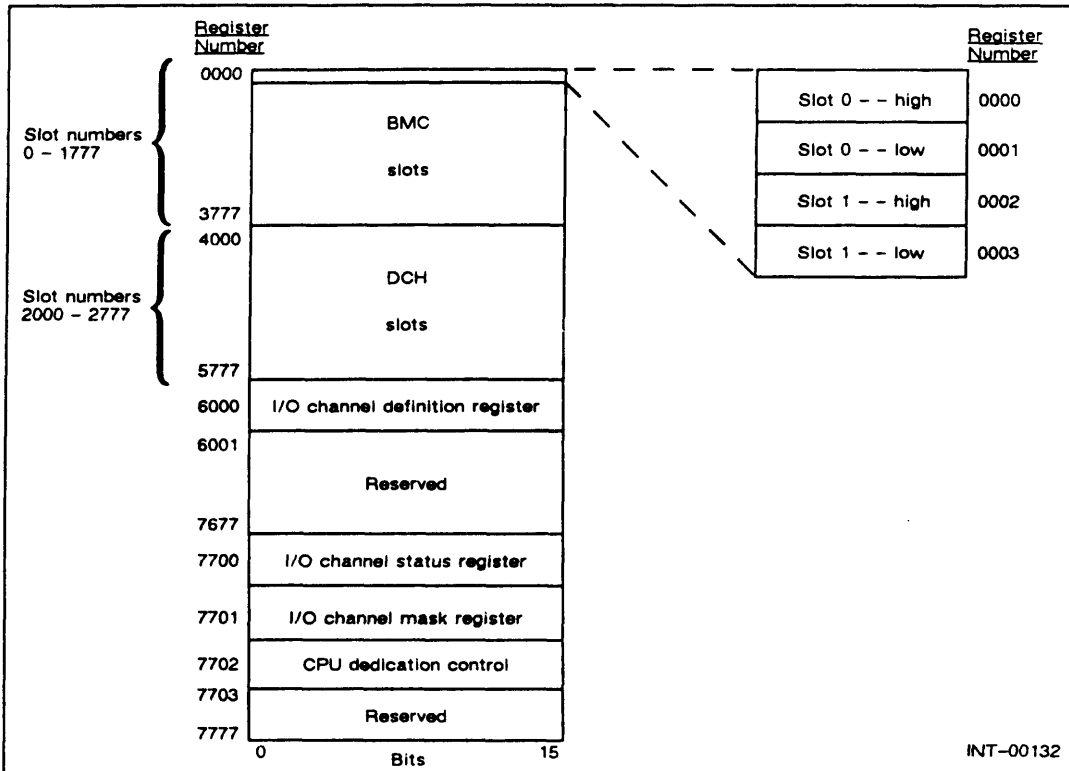 Register
Number
0000
Slot numbers
0 - 1777
BMC
slots
3777
4000
Slot numbers
2000 - 2777
DCH
slots
5777
6000 I/O channel definition register
6001
Reserved
7677
7700 I/O channel status register
7701 I/O channel mask register
7702 CPU dedication control
7703
Reserved
7777
0 15
Bits
Register
Number
Slot 0 - - high 0000
Slot 0 - - low 0001
Slot 1 - - high 0002
Slot 1 - - low 0003
INT-00132